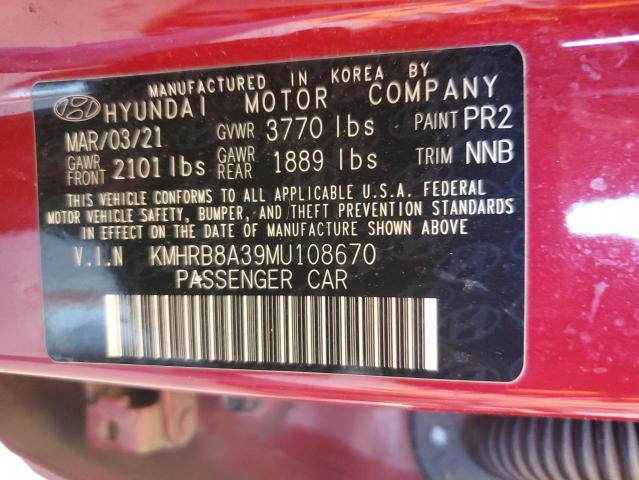 MANUFACTURED IN KOREA BY
HYUNDAI MOTOR COMPANY
MAR/03/21 GVWR 3770 lbs PAINT PR2
GAWR FRONT 2101 lbs GAWR REAR 1889 lbs TRIM NNB
THIS VEHICLE CONFORMS TO ALL APPLICABLE U.S.A. FEDERAL
MOTOR VEHICLE SAFETY, BUMPER, AND THEFT PREVENTION STANDARDS
IN EFFECT ON THE DATE OF MANUFACTURE SHOWN ABOVE
V.I.N KMHRB8A39MU108670
PASSENGER CAR